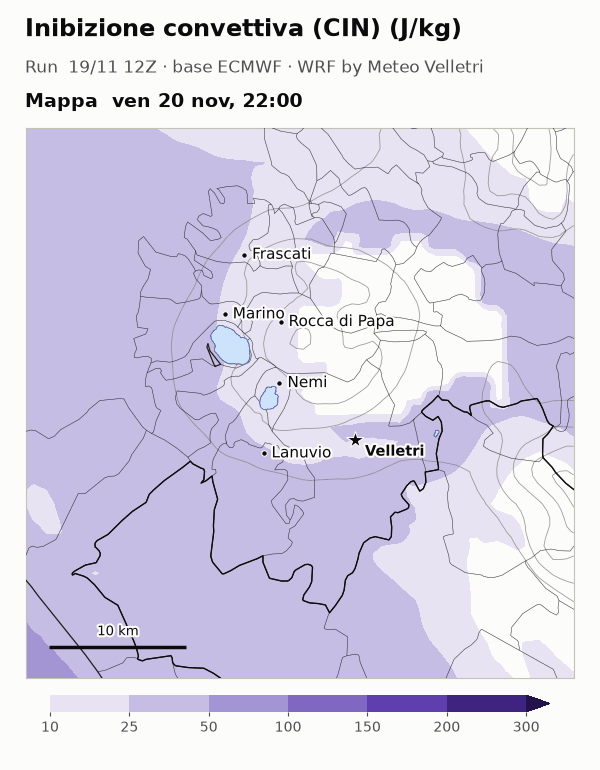 Inibizione convettiva (CIN) (J/kg)
Run  19/11 12Z · base ECMWF · WRF by Meteo Velletri
Mappa  ven 20 nov, 22:00
Frascati
Marino
Rocca di Papa
Nemi
Velletri
Lanuvio
10 km
10 25 50 100 150 200 300